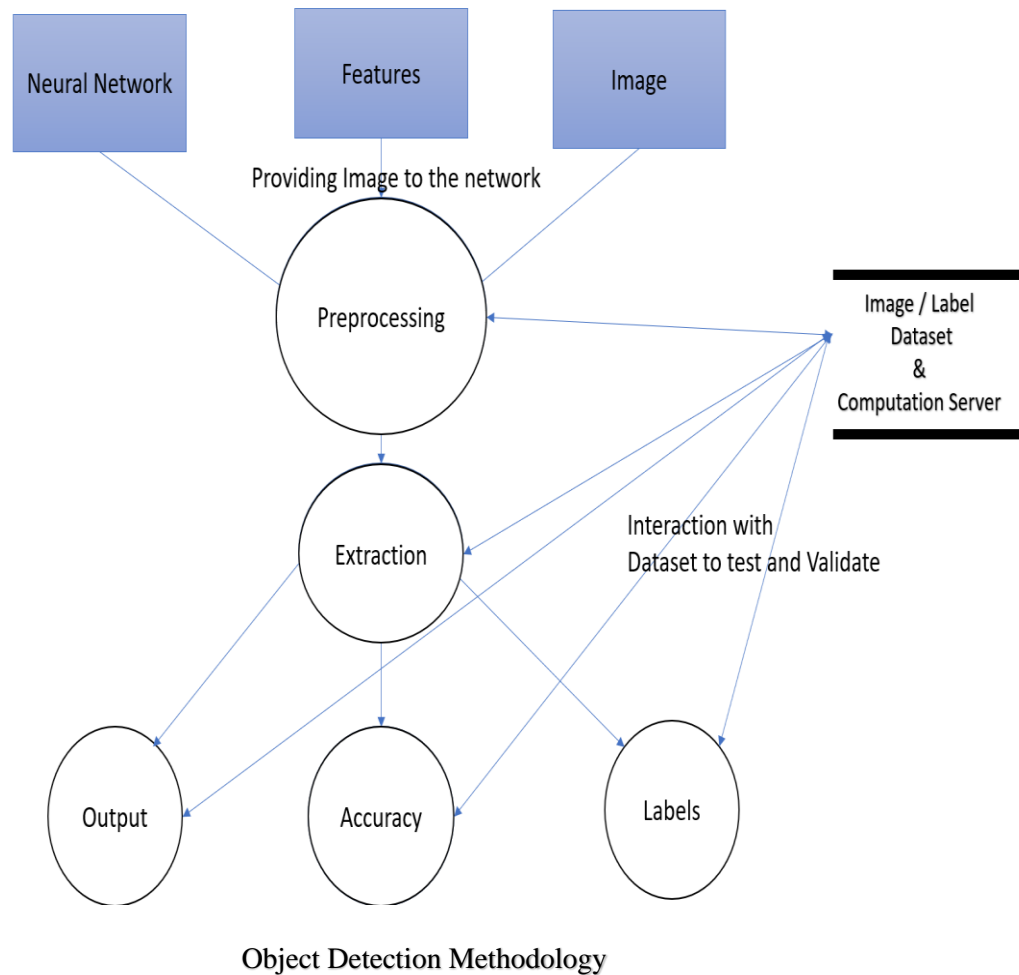 Neural Network
Features
Image
Providing Image to the network
Preprocessing
Image / Label
Dataset
&
Computation Server
Extraction
Interaction with
Dataset to test and Validate
Output
Accuracy
Labels
Object Detection Methodology